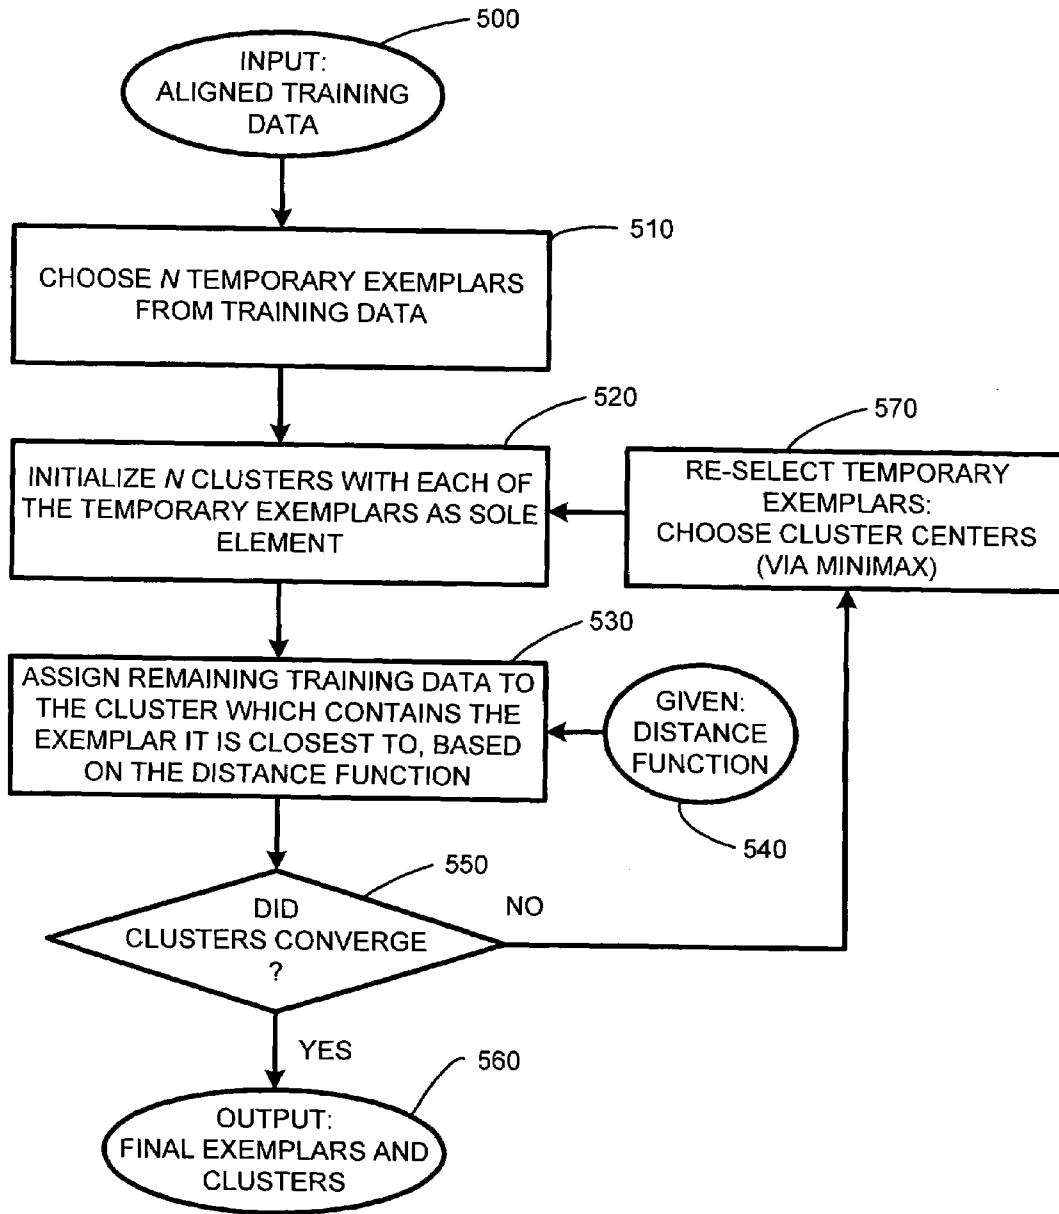 500
INPUT:
ALIGNED TRAINING
DATA
510
CHOOSE N TEMPORARY EXEMPLARS
FROM TRAINING DATA
520
INITIALIZE N CLUSTERS WITH EACH OF
THE TEMPORARY EXEMPLARS AS SOLE
ELEMENT
570
RE-SELECT TEMPORARY
EXEMPLARS:
CHOOSE CLUSTER CENTERS
(VIA MINIMAX)
530
ASSIGN REMAINING TRAINING DATA TO
THE CLUSTER WHICH CONTAINS THE
EXEMPLAR IT IS CLOSEST TO, BASED
ON THE DISTANCE FUNCTION
GIVEN:
DISTANCE
FUNCTION
540
550
DID
CLUSTERS CONVERGE
?
NO
YES
560
OUTPUT:
FINAL EXEMPLARS AND
CLUSTERS